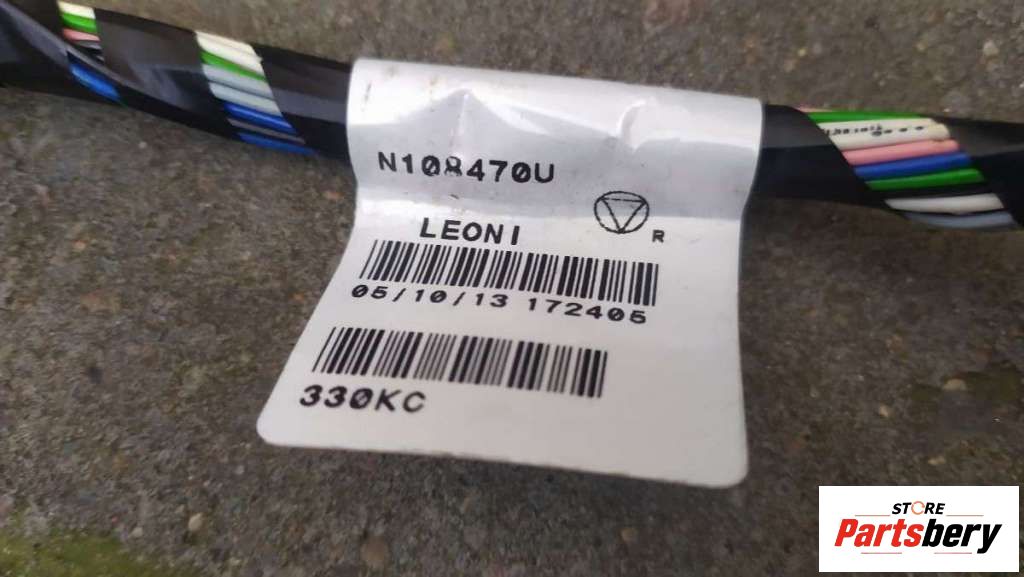 N108470U
LEONI
R
05/10/13 172405
330KC
STORE
Partsbery